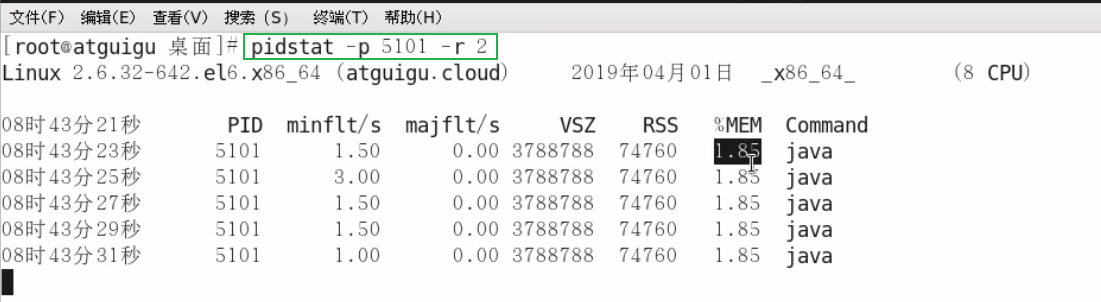 文件(F) 编辑(E) 查看(V) 搜索 (S) 终端(T) 帮助(H)
[root@atguigu 桌面]# pidstat -p 5101 -r 2
Linux 2.6.32-642.el6.x86_64 (atguigu.cloud) 2019年04月01日 _x86_64_ (8 CPU)
08时43分21秒 PID minflt/s majflt/s VSZ RSS %MEM Command
08时43分23秒 5101 1.50 0.00 3788788 74760 1.85 java
08时43分25秒 5101 3.00 0.00 3788788 74760 1.85 java
08时43分27秒 5101 1.50 0.00 3788788 74760 1.85 java
08时43分29秒 5101 1.50 0.00 3788788 74760 1.85 java
08时43分31秒 5101 1.00 0.00 3788788 74760 1.85 java